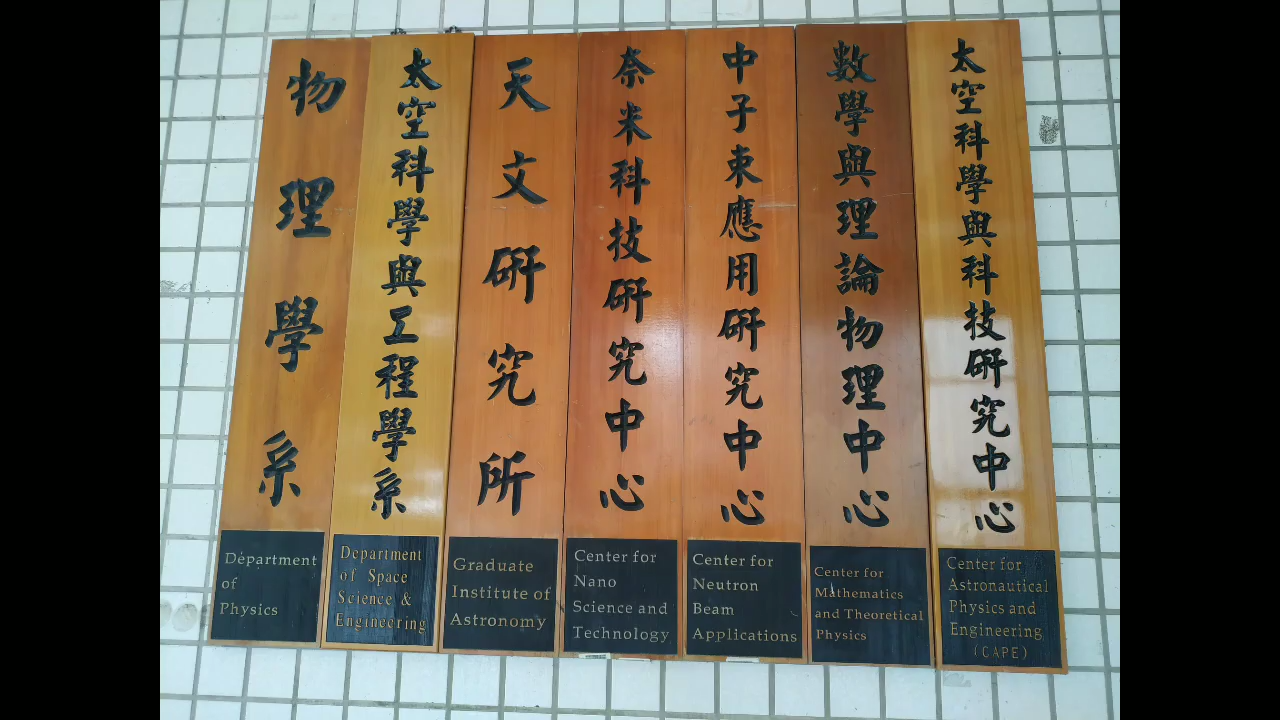 物理學系
Department
of
Physics
太空科學與工程學系
Department
of Space
Science &
Engineering
天文研究所
Graduate
Institute of
Astronomy
奈米科技研究中心
Center for
Nano
Science and
Technology
中子束應用研究中心
Center for
Neutron
Beam
Applications
數學與理論物理中心
Center for
Mathematics
and Theoretical
Physics
太空科學與科技研究中心
Center for
Astronautical
Physics and
Engineering
(CAPE)